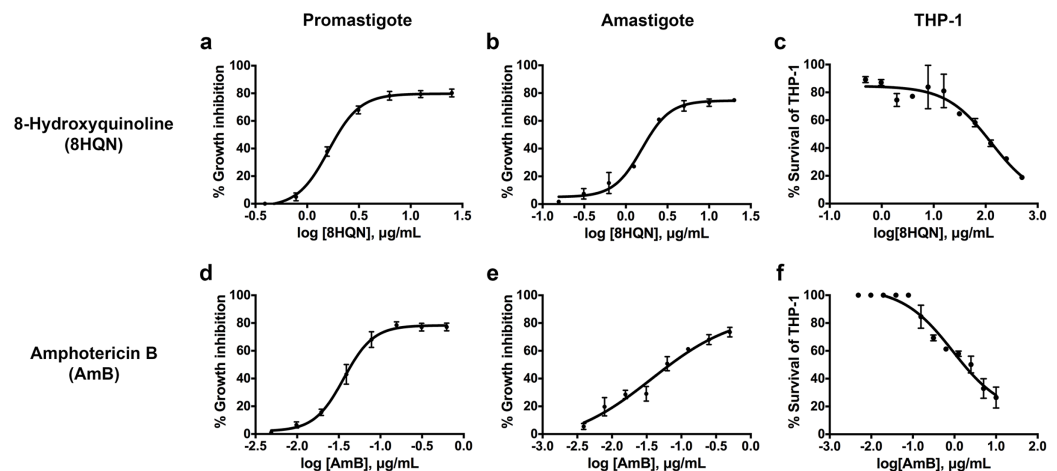 Promastigote
Amastigote
THP-1
8-Hydroxyquinoline
(8HQN)
a
% Growth inhibition
100
80
60
40
20
0
-0.5 0.0 0.5 1.0 1.5
log [8HQN], µg/mL
b
% Growth inhibition
100
80
60
40
20
0
-1.0 -0.5 0.0 0.5 1.0 1.5
log [8HQN], µg/mL
c
% Survival of THP-1
100
80
60
40
20
0
-1.0 0.0 1.0 2.0 3.0
log[8HQN], µg/mL
Amphotericin B
(AmB)
d
% Growth inhibition
100
80
60
40
20
0
-2.5 -2.0 -1.5 -1.0 -0.5 0.0
log [AmB], µg/mL
e
% Growth inhibition
100
80
60
40
20
0
-3.0 -2.5 -2.0 -1.5 -1.0 -0.5 0.0
log [AmB], µg/mL
f
% Survival of THP-1
100
80
60
40
20
0
-3.0 -2.0 -1.0 0.0 1.0 2.0
log[AmB], µg/mL